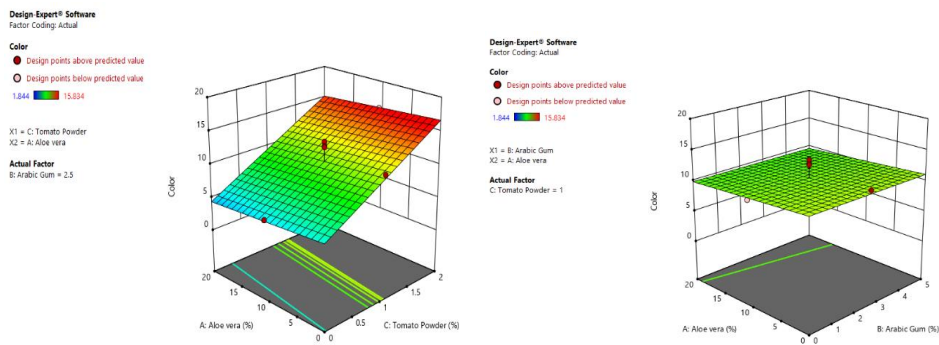 Design-Expert® Software
Factor Coding: Actual
Color
Design points above predicted value
Design points below predicted value
1.844 15.834
X1 = C: Tomato Powder
X2 = A: Aloe vera
Actual Factor
B: Arabic Gum = 2.5
20
15
10
5
0
Color
20
15
10
5
0
A: Aloe vera (%)
0
0.5
1
1.5
2
C: Tomato Powder (%)
Design-Expert® Software
Factor Coding: Actual
Color
Design points above predicted value
Design points below predicted value
1.844 15.834
X1 = B: Arabic Gum
X2 = A: Aloe vera
Actual Factor
C: Tomato Powder = 1
20
15
10
5
0
Color
20
15
10
5
0
A: Aloe vera (%)
0
1
2
3
4
5
B: Arabic Gum (%)